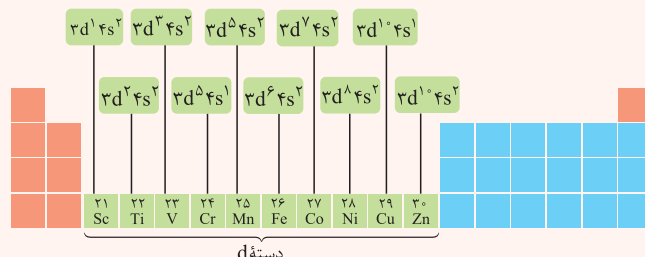 ۳d¹۴s² ۳d³۴s² ۳d⁵۴s² ۳d⁷۴s² ۳d¹⁰۴s¹
۳d²۴s² ۳d⁵۴s¹ ۳d⁶۴s² ۳d⁸۴s² ۳d¹⁰۴s²
۲۱ ۲۲ ۲۳ ۲۴ ۲۵ ۲۶ ۲۷ ۲۸ ۲۹ ۳۰
Sc Ti V Cr Mn Fe Co Ni Cu Zn
دستهٔ d